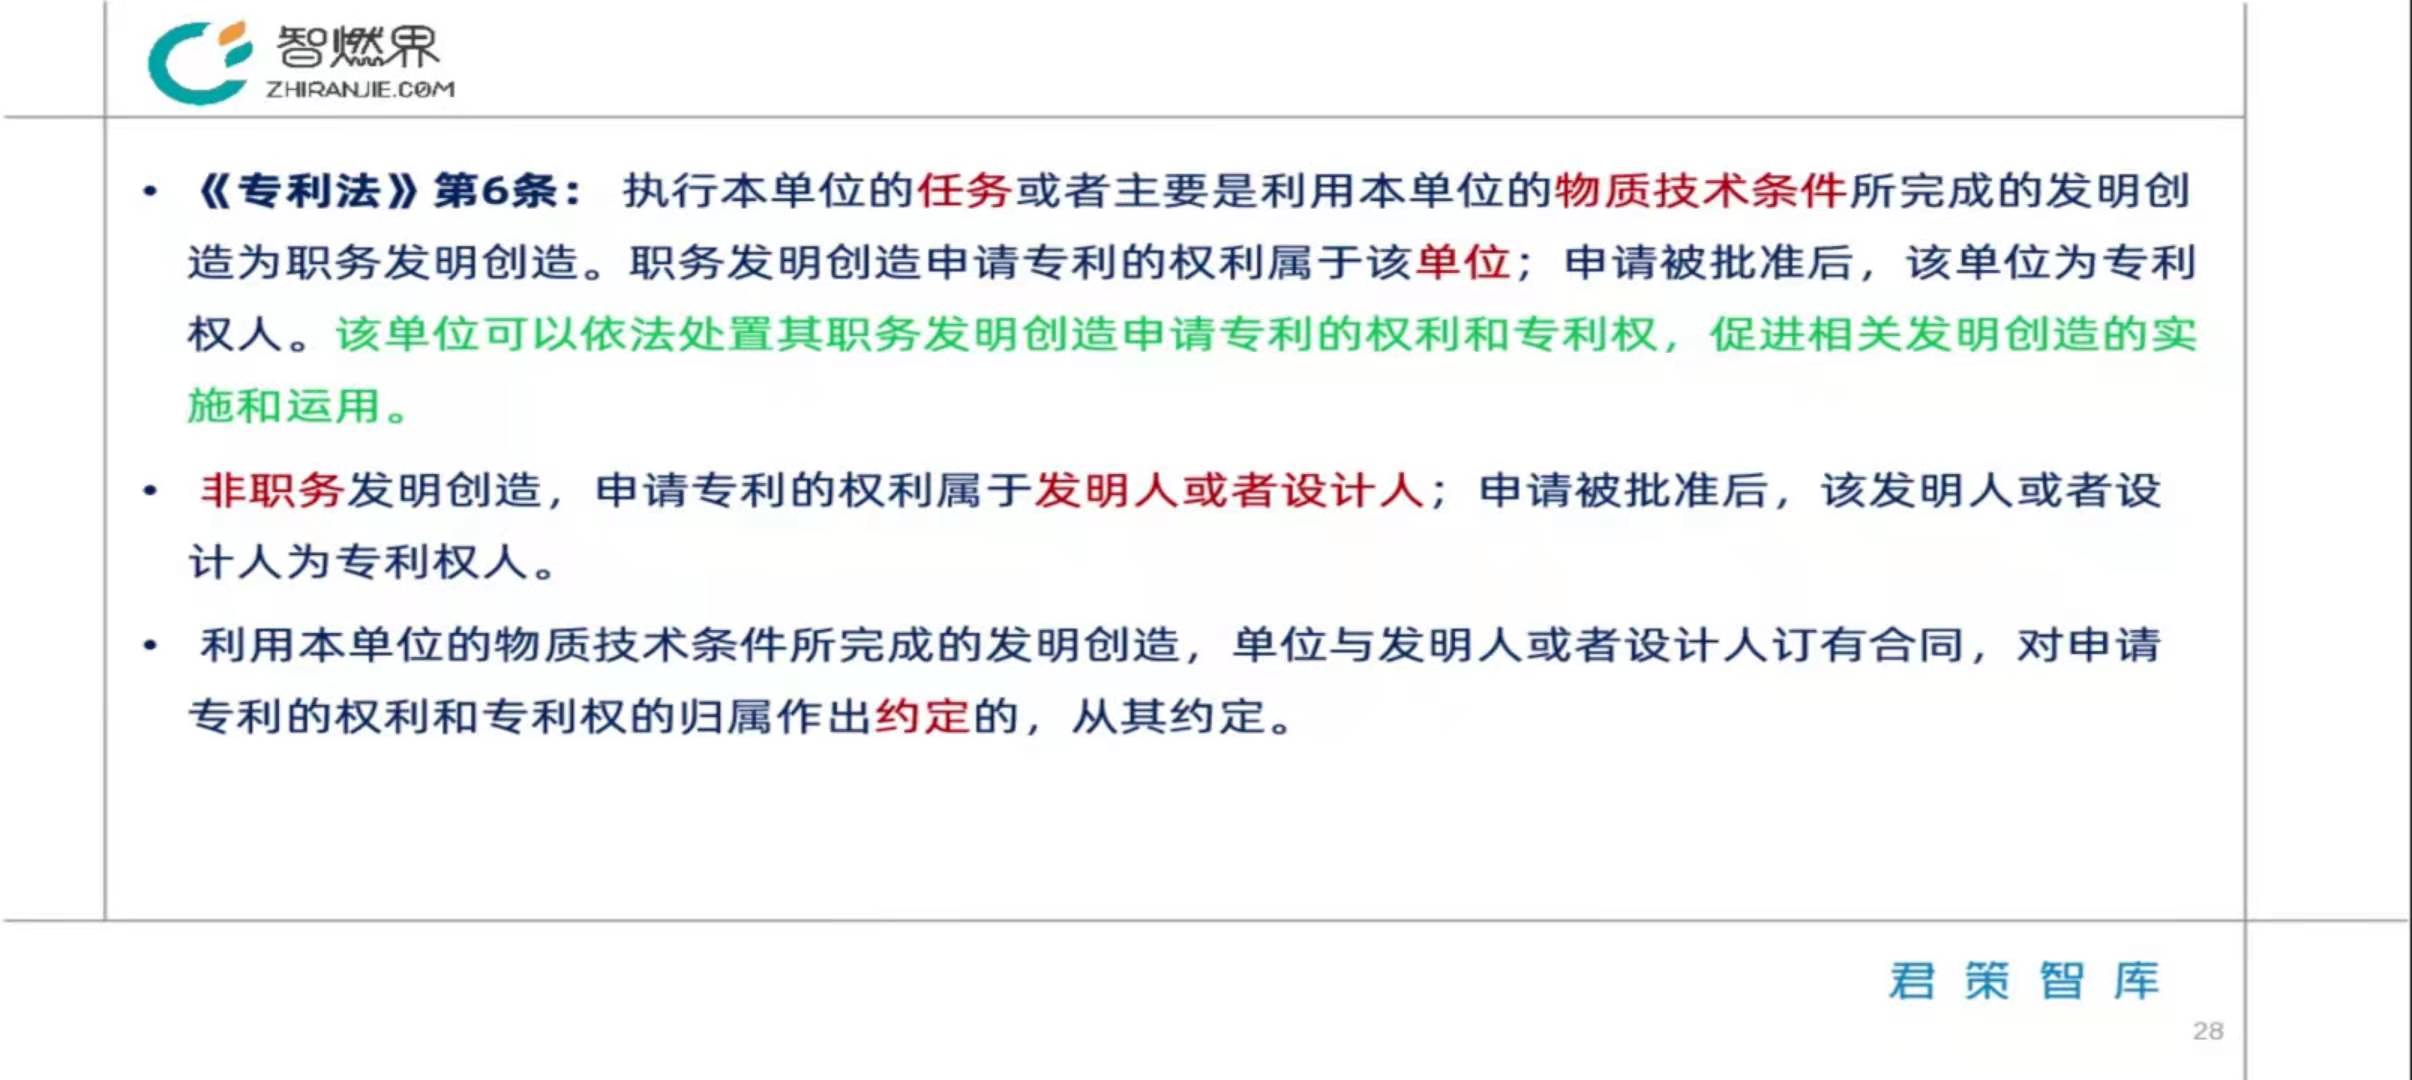 智燃界
ZHIRANJIE.COM
• 《专利法》第6条： 执行本单位的任务或者主要是利用本单位的物质技术条件所完成的发明创
造为职务发明创造。职务发明创造申请专利的权利属于该单位；申请被批准后，该单位为专利
权人。该单位可以依法处置其职务发明创造申请专利的权利和专利权，促进相关发明创造的实
施和运用。
• 非职务发明创造，申请专利的权利属于发明人或者设计人；申请被批准后，该发明人或者设
计人为专利权人。
• 利用本单位的物质技术条件所完成的发明创造，单位与发明人或者设计人订有合同，对申请
专利的权利和专利权的归属作出约定的，从其约定。
君策智库
28